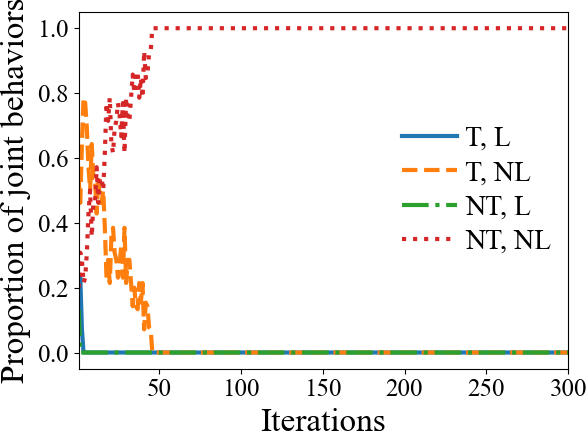 Proportion of joint behaviors
1.0
0.8
0.6
0.4
0.2
0.0
T, L
T, NL
NT, L
NT, NL
50
100
150
200
250
300
Iterations